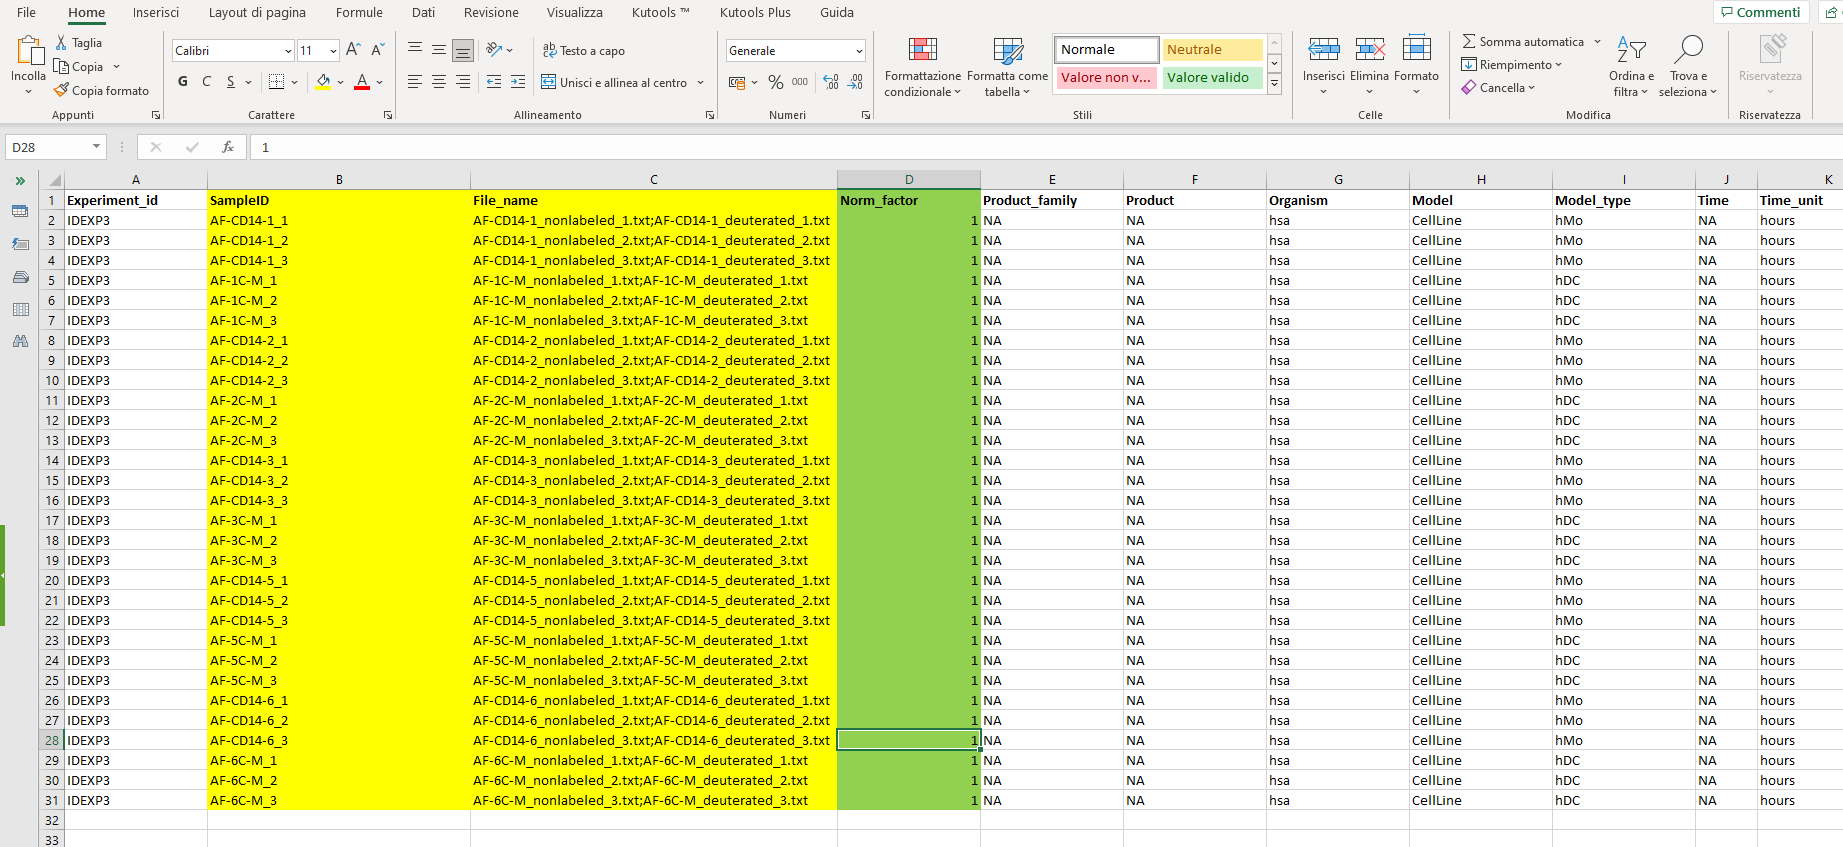 File Home Inserisci Layout di pagina Formule Dati Revisione Visualizza Kutools ™ Kutools Plus Guida Commenti
Incolla
Taglia
Copia
Copia formato
Appunti
Calibri 11
G C S
Carattere
Testo a capo
Unisci e allinea al centro
Allineamento
Generale
% 000
Numeri
Formattazione condizionale
Formatta come tabella
Normale Neutrale
Valore non v... Valore valido
Stili
Inserisci Elimina Formato
Celle
Somma automatica
Riempimento
Cancella
Ordina e filtra
Trova e seleziona
Modifica
Riservatezza
Riservatezza
D28 fx 1
A B C D E F G H I J K
1 Experiment_id SampleID File_name Norm_factor Product_family Product Organism Model Model_type Time Time_unit
2 IDEXP3 AF-CD14-1_1 AF-CD14-1_nonlabeled_1.txt;AF-CD14-1_deuterated_1.txt 1 NA NA hsa CellLine hMo NA hours
3 IDEXP3 AF-CD14-1_2 AF-CD14-1_nonlabeled_2.txt;AF-CD14-1_deuterated_2.txt 1 NA NA hsa CellLine hMo NA hours
4 IDEXP3 AF-CD14-1_3 AF-CD14-1_nonlabeled_3.txt;AF-CD14-1_deuterated_3.txt 1 NA NA hsa CellLine hMo NA hours
5 IDEXP3 AF-1C-M_1 AF-1C-M_nonlabeled_1.txt;AF-1C-M_deuterated_1.txt 1 NA NA hsa CellLine hDC NA hours
6 IDEXP3 AF-1C-M_2 AF-1C-M_nonlabeled_2.txt;AF-1C-M_deuterated_2.txt 1 NA NA hsa CellLine hDC NA hours
7 IDEXP3 AF-1C-M_3 AF-1C-M_nonlabeled_3.txt;AF-1C-M_deuterated_3.txt 1 NA NA hsa CellLine hDC NA hours
8 IDEXP3 AF-CD14-2_1 AF-CD14-2_nonlabeled_1.txt;AF-CD14-2_deuterated_1.txt 1 NA NA hsa CellLine hMo NA hours
9 IDEXP3 AF-CD14-2_2 AF-CD14-2_nonlabeled_2.txt;AF-CD14-2_deuterated_2.txt 1 NA NA hsa CellLine hMo NA hours
10 IDEXP3 AF-CD14-2_3 AF-CD14-2_nonlabeled_3.txt;AF-CD14-2_deuterated_3.txt 1 NA NA hsa CellLine hMo NA hours
11 IDEXP3 AF-2C-M_1 AF-2C-M_nonlabeled_1.txt;AF-2C-M_deuterated_1.txt 1 NA NA hsa CellLine hDC NA hours
12 IDEXP3 AF-2C-M_2 AF-2C-M_nonlabeled_2.txt;AF-2C-M_deuterated_2.txt 1 NA NA hsa CellLine hDC NA hours
13 IDEXP3 AF-2C-M_3 AF-2C-M_nonlabeled_3.txt;AF-2C-M_deuterated_3.txt 1 NA NA hsa CellLine hDC NA hours
14 IDEXP3 AF-CD14-3_1 AF-CD14-3_nonlabeled_1.txt;AF-CD14-3_deuterated_1.txt 1 NA NA hsa CellLine hMo NA hours
15 IDEXP3 AF-CD14-3_2 AF-CD14-3_nonlabeled_2.txt;AF-CD14-3_deuterated_2.txt 1 NA NA hsa CellLine hMo NA hours
16 IDEXP3 AF-CD14-3_3 AF-CD14-3_nonlabeled_3.txt;AF-CD14-3_deuterated_3.txt 1 NA NA hsa CellLine hMo NA hours
17 IDEXP3 AF-3C-M_1 AF-3C-M_nonlabeled_1.txt;AF-3C-M_deuterated_1.txt 1 NA NA hsa CellLine hDC NA hours
18 IDEXP3 AF-3C-M_2 AF-3C-M_nonlabeled_2.txt;AF-3C-M_deuterated_2.txt 1 NA NA hsa CellLine hDC NA hours
19 IDEXP3 AF-3C-M_3 AF-3C-M_nonlabeled_3.txt;AF-3C-M_deuterated_3.txt 1 NA NA hsa CellLine hDC NA hours
20 IDEXP3 AF-CD14-5_1 AF-CD14-5_nonlabeled_1.txt;AF-CD14-5_deuterated_1.txt 1 NA NA hsa CellLine hMo NA hours
21 IDEXP3 AF-CD14-5_2 AF-CD14-5_nonlabeled_2.txt;AF-CD14-5_deuterated_2.txt 1 NA NA hsa CellLine hMo NA hours
22 IDEXP3 AF-CD14-5_3 AF-CD14-5_nonlabeled_3.txt;AF-CD14-5_deuterated_3.txt 1 NA NA hsa CellLine hMo NA hours
23 IDEXP3 AF-5C-M_1 AF-5C-M_nonlabeled_1.txt;AF-5C-M_deuterated_1.txt 1 NA NA hsa CellLine hDC NA hours
24 IDEXP3 AF-5C-M_2 AF-5C-M_nonlabeled_2.txt;AF-5C-M_deuterated_2.txt 1 NA NA hsa CellLine hDC NA hours
25 IDEXP3 AF-5C-M_3 AF-5C-M_nonlabeled_3.txt;AF-5C-M_deuterated_3.txt 1 NA NA hsa CellLine hDC NA hours
26 IDEXP3 AF-CD14-6_1 AF-CD14-6_nonlabeled_1.txt;AF-CD14-6_deuterated_1.txt 1 NA NA hsa CellLine hMo NA hours
27 IDEXP3 AF-CD14-6_2 AF-CD14-6_nonlabeled_2.txt;AF-CD14-6_deuterated_2.txt 1 NA NA hsa CellLine hMo NA hours
28 IDEXP3 AF-CD14-6_3 AF-CD14-6_nonlabeled_3.txt;AF-CD14-6_deuterated_3.txt 1 NA NA hsa CellLine hMo NA hours
29 IDEXP3 AF-6C-M_1 AF-6C-M_nonlabeled_1.txt;AF-6C-M_deuterated_1.txt 1 NA NA hsa CellLine hDC NA hours
30 IDEXP3 AF-6C-M_2 AF-6C-M_nonlabeled_2.txt;AF-6C-M_deuterated_2.txt 1 NA NA hsa CellLine hDC NA hours
31 IDEXP3 AF-6C-M_3 AF-6C-M_nonlabeled_3.txt;AF-6C-M_deuterated_3.txt 1 NA NA hsa CellLine hDC NA hours
32
33